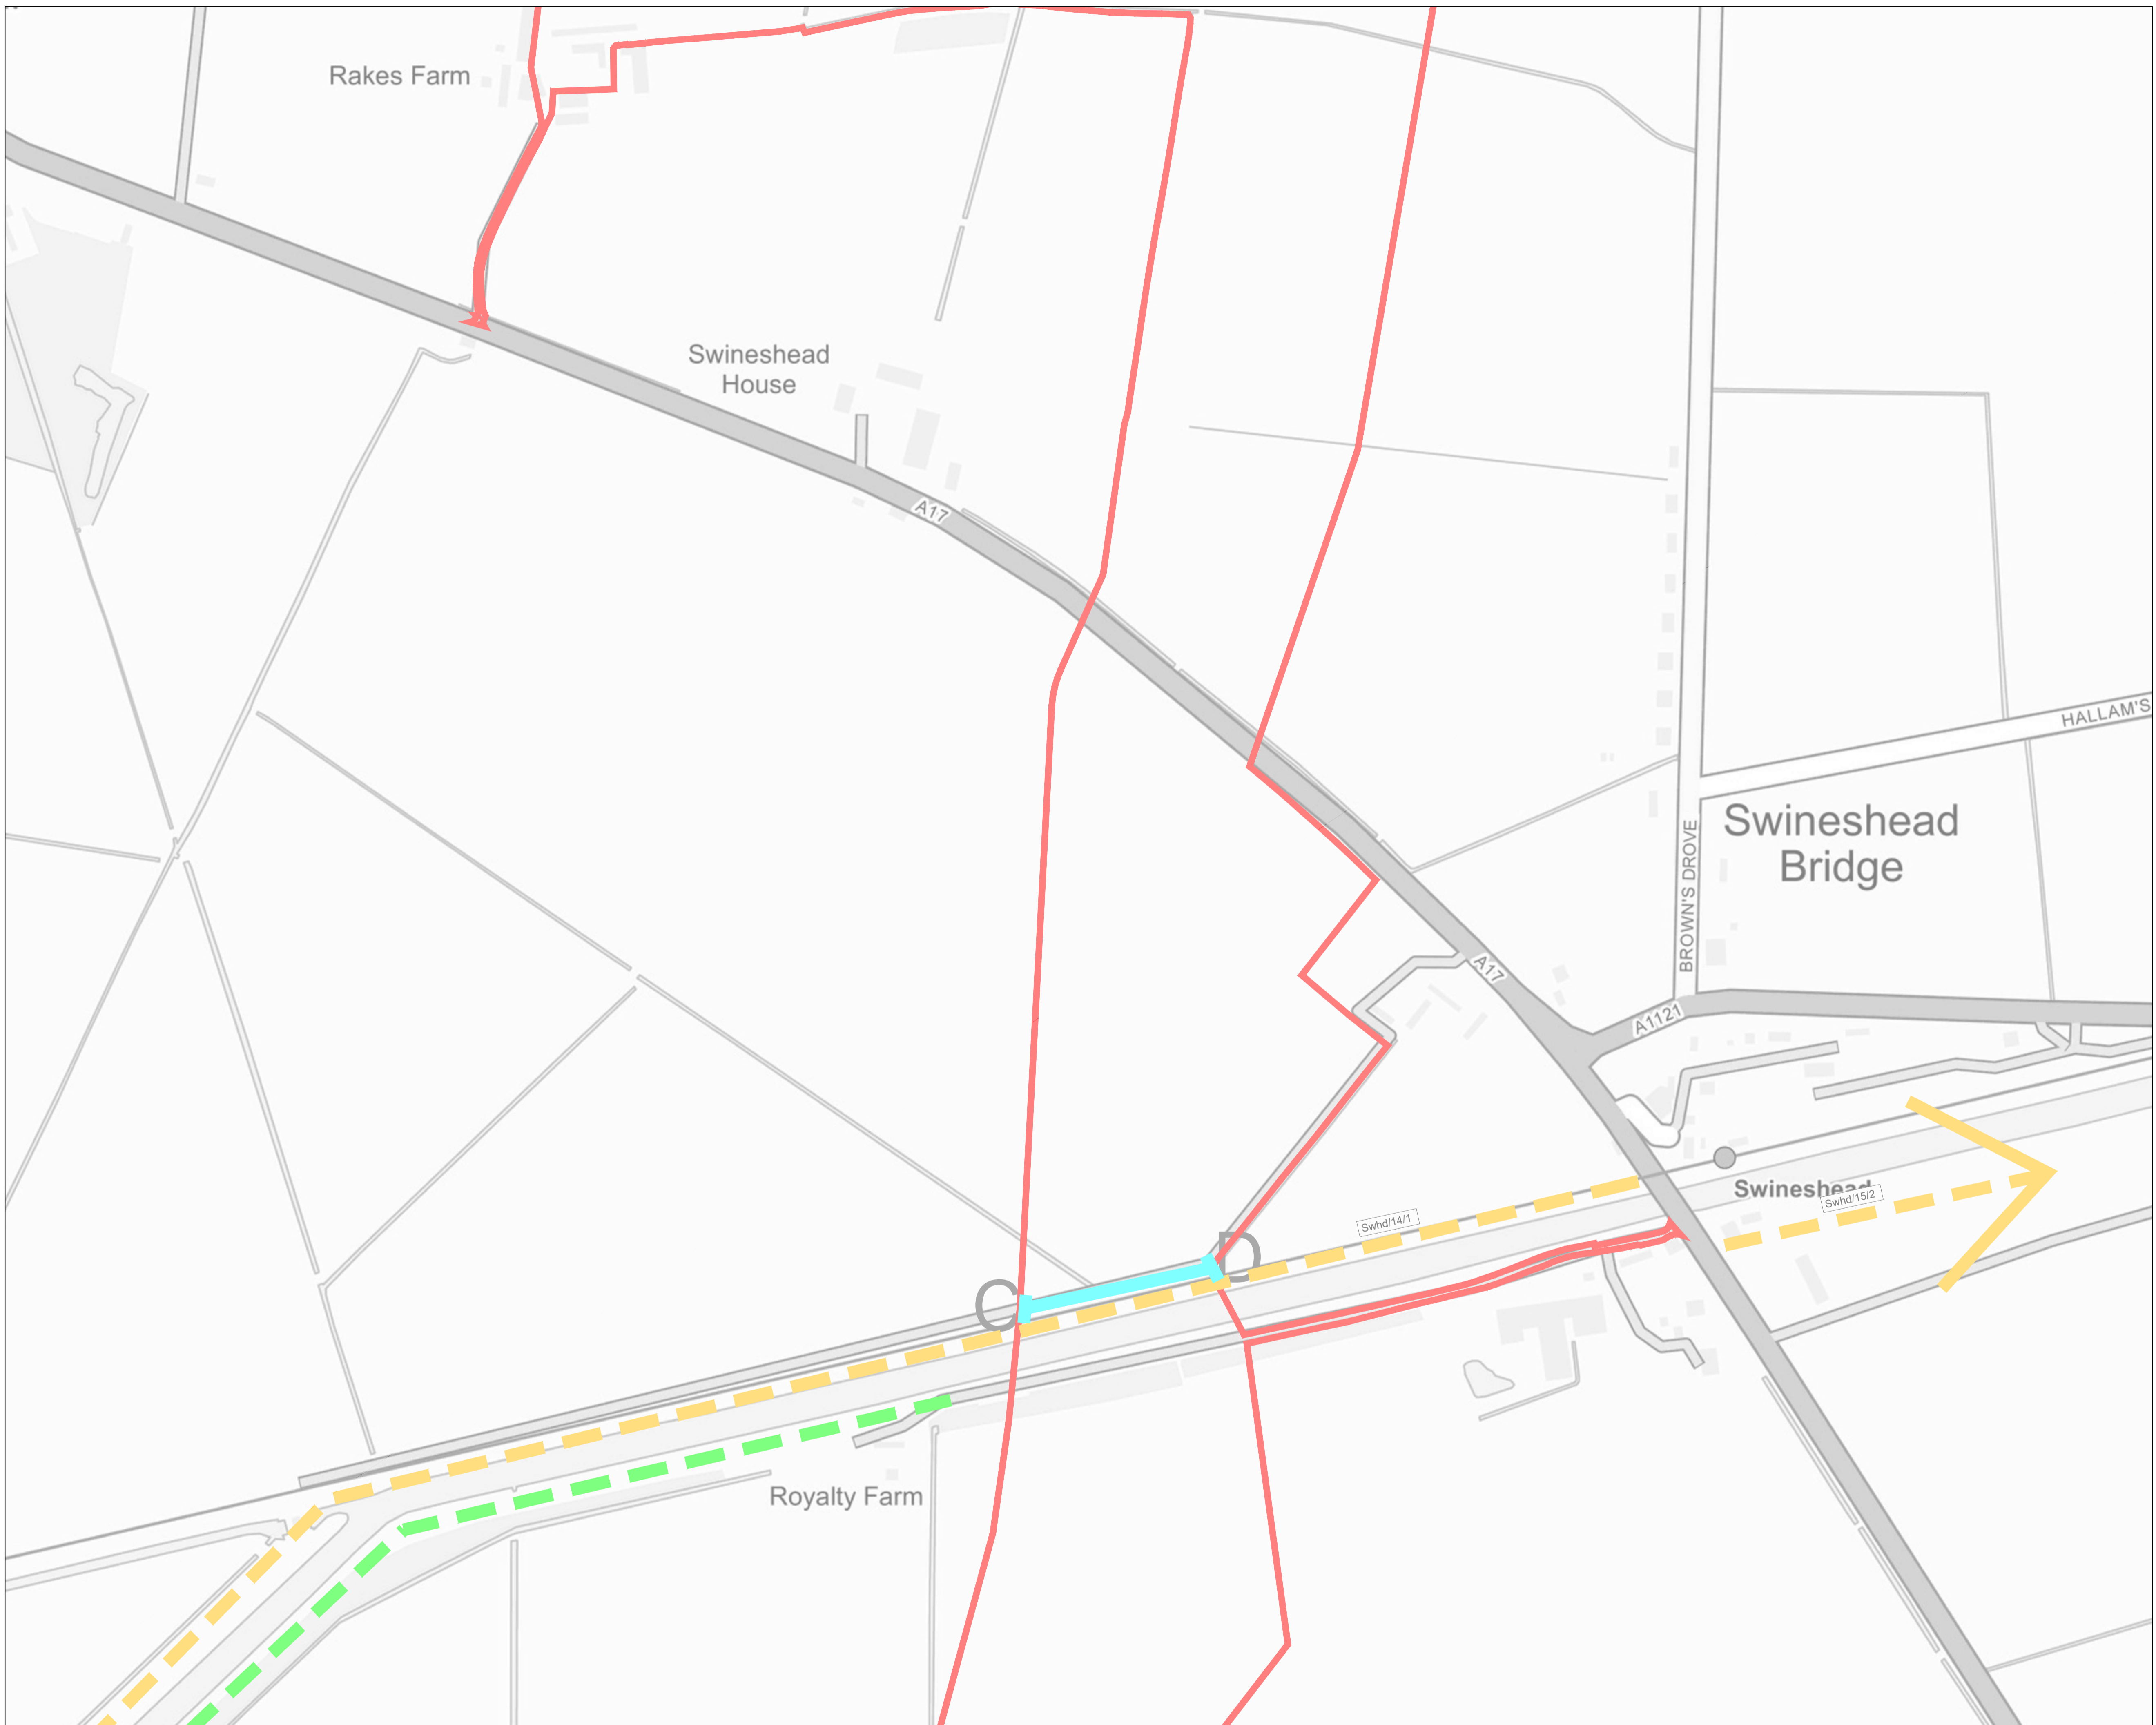 Rakes Farm
Swineshead
House
A17
HALLAM'S
Swineshead
Bridge
BROWN'S DROVE
A17
A1121
Swineshead
Swhd/15/2
Swhd/14/1
D
C
Royalty Farm